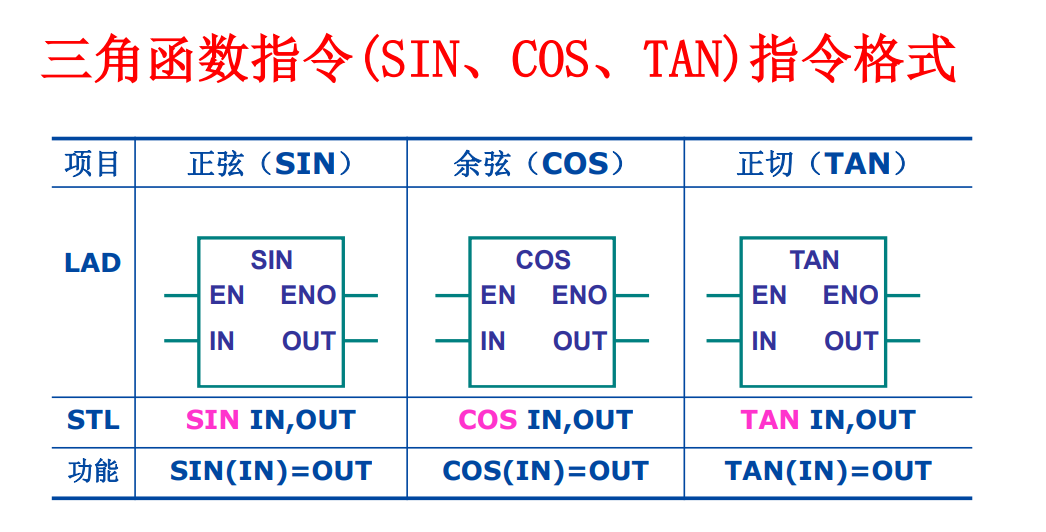 三角函数指令(SIN、COS、TAN)指令格式
项目 正弦（SIN） 余弦（COS） 正切（TAN）
LAD
SIN COS TAN
EN ENO EN ENO EN ENO
IN OUT IN OUT IN OUT
STL SIN IN,OUT COS IN,OUT TAN IN,OUT
功能 SIN(IN)=OUT COS(IN)=OUT TAN(IN)=OUT